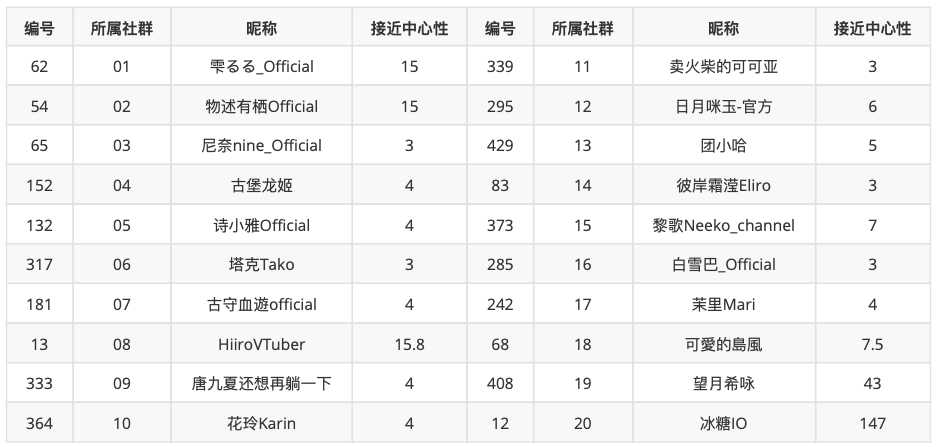 编号 所属社群 昵称 接近中心性 编号 所属社群 昵称 接近中心性
62 01 雫るる_Official 15 339 11 卖火柴的可可亚 3
54 02 物述有栖Official 15 295 12 日月咪玉-官方 6
65 03 尼奈nine_Official 3 429 13 团小哈 5
152 04 古堡龙姬 4 83 14 彼岸霜滢Eliro 3
132 05 诗小雅Official 4 373 15 黎歌Neeko_channel 7
317 06 塔克Tako 3 285 16 白雪巴_Official 3
181 07 古守血遊official 4 242 17 茉里Mari 4
13 08 HiiroVTuber 15.8 68 18 可愛的島風 7.5
333 09 唐九夏还想再躺一下 4 408 19 望月希咏 43
364 10 花玲Karin 4 12 20 冰糖IO 147